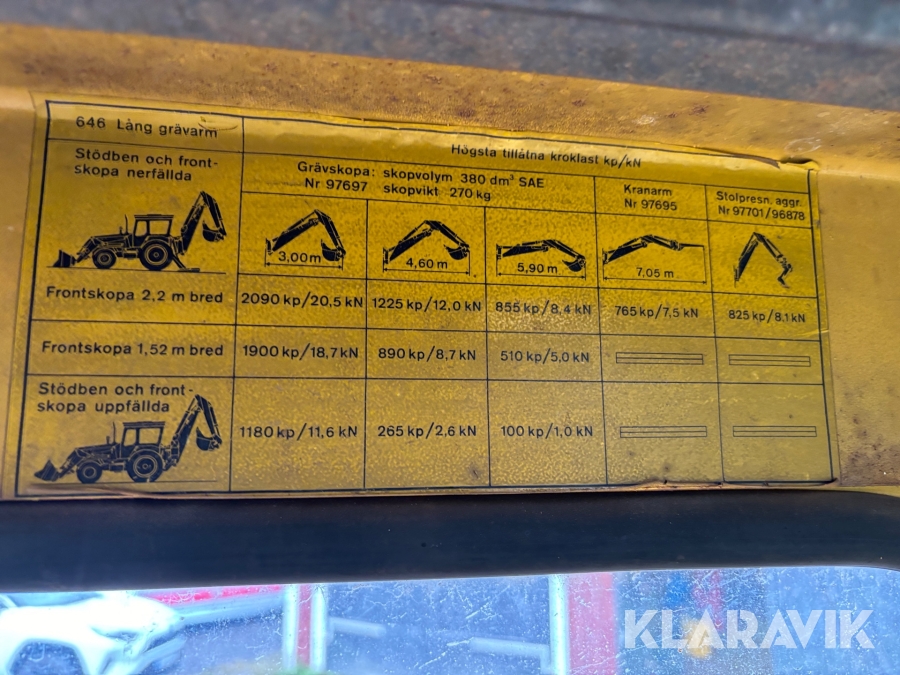 646 Lång grävarm
Högsta tillåtna kroklast kp/kN
Stödben och front-
skopa nerfällda
Grävskopa: skopvolym 380 dm³ SAE
Nr 97697 skopvikt 270 kg
Kranarm
Nr 97695
Stolpresn. aggr.
Nr 97701/96878
3,00 m
4,60 m
5,90 m
7,05 m
Frontskopa 2,2 m bred 2090 kp/20,5 kN 1225 kp/12,0 kN 855 kp/8,4 kN 765 kp/7,5 kN 825 kp/8,1 kN
Frontskopa 1,52 m bred 1900 kp/18,7 kN 890 kp/8,7 kN 510 kp/5,0 kN
Stödben och front-
skopa uppfällda
1180 kp/11,6 kN 265 kp/2,6 kN 100 kp/1,0 kN
KLARAVIK